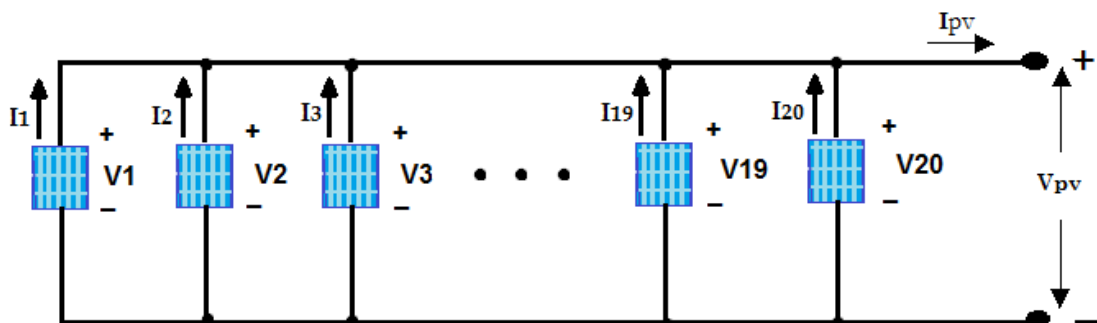 Ipv
+
I1
+
V1
−
I2
+
V2
−
I3
+
V3
−
I19
+
V19
−
I20
+
V20
−
Vpv
−